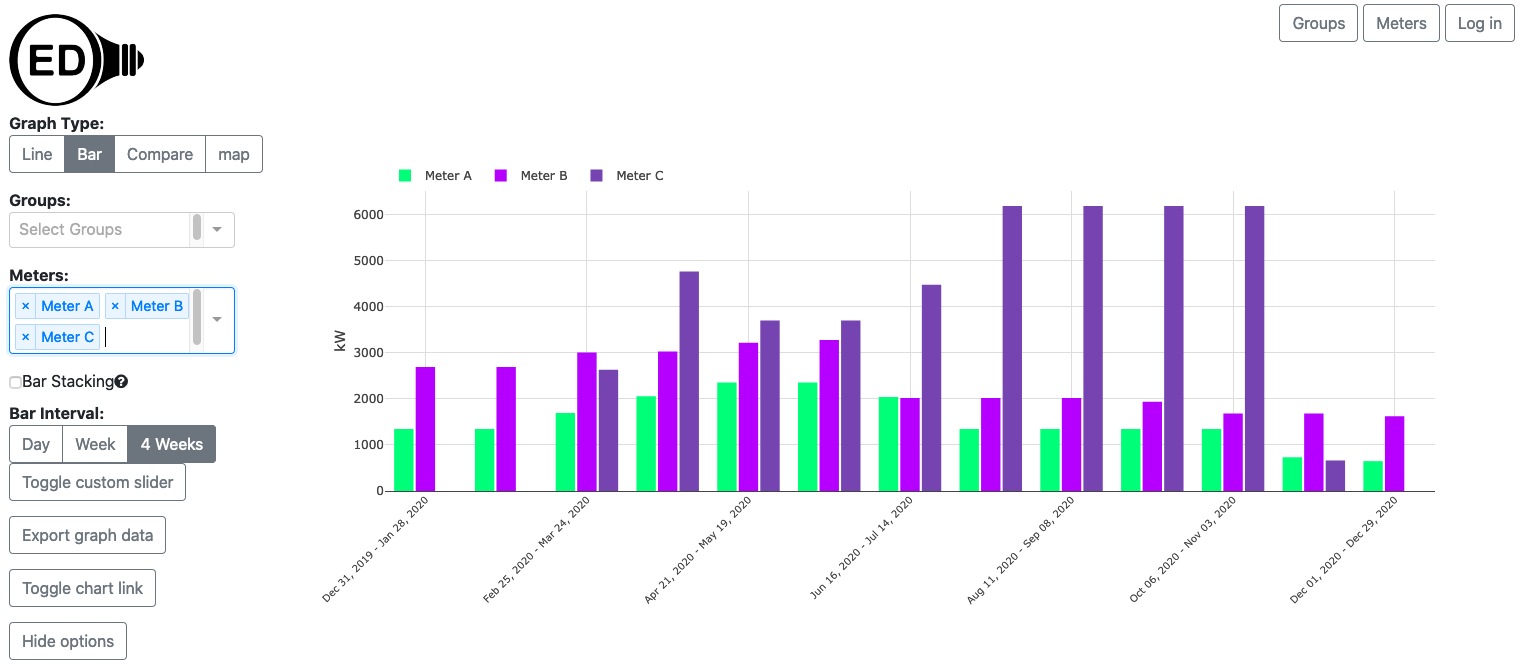 Groups
Meters
Log in
ED
Graph Type:
Line Bar Compare map
Groups:
Select Groups
Meters:
× Meter A × Meter B
× Meter C
Bar Stacking?
Bar Interval:
Day Week 4 Weeks
Toggle custom slider
Export graph data
Toggle chart link
Hide options
Meter A Meter B Meter C
kW
6000
5000
4000
3000
2000
1000
0
Dec 31, 2019 - Jan 28, 2020
Feb 25, 2020 - Mar 24, 2020
Apr 21, 2020 - May 19, 2020
Jun 16, 2020 - Jul 14, 2020
Aug 11, 2020 - Sep 08, 2020
Oct 06, 2020 - Nov 03, 2020
Dec 01, 2020 - Dec 29, 2020